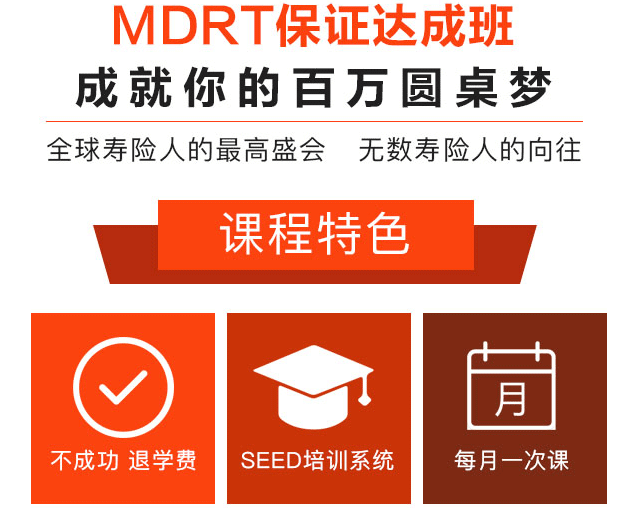 MDRT保证达成班
成就你的百万圆桌梦
全球寿险人的最高盛会 无数寿险人的向往
课程特色
月
不成功 退学费
SEED培训系统
每月一次课